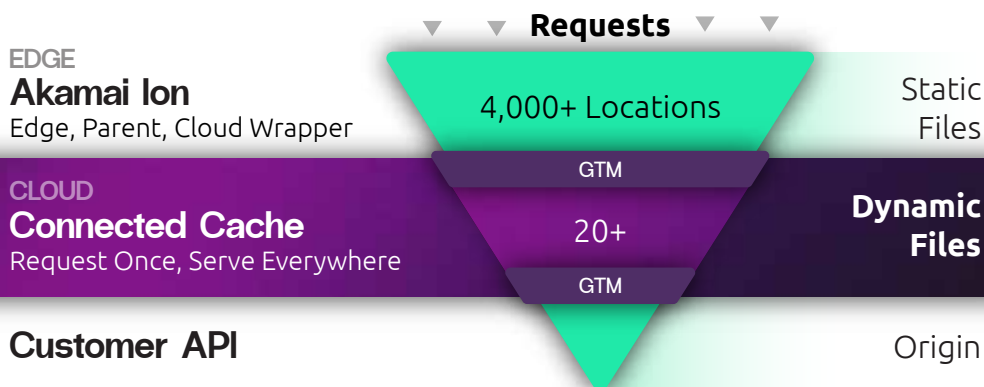 Requests
EDGE
Akamai Ion
Edge, Parent, Cloud Wrapper
4,000+ Locations
Static
Files
GTM
CLOUD
Connected Cache
Request Once, Serve Everywhere
20+
Dynamic
Files
GTM
Customer API
Origin